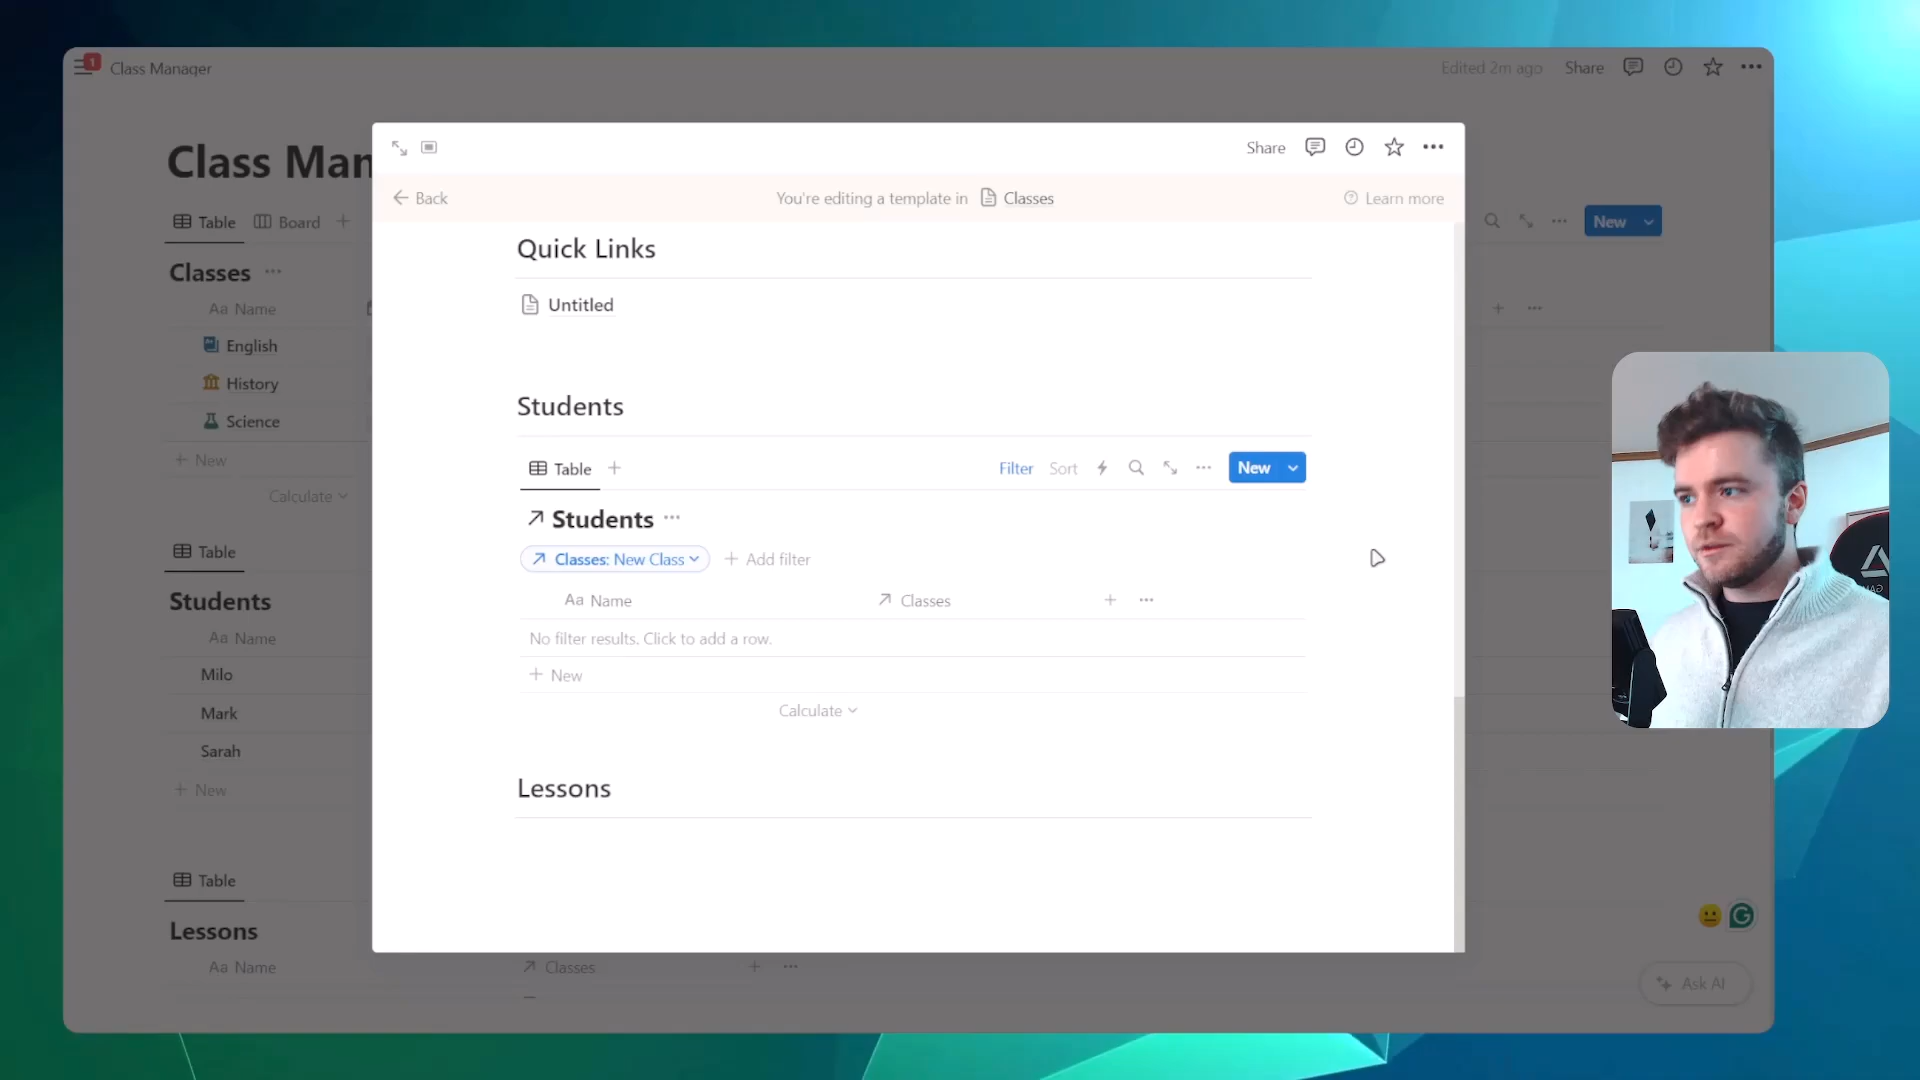 1
Class Manager
Edited 2m ago
Share
Class Man
Table
Board
New
Classes
Aa Name
English
History
Science
New
Calculate
Table
Students
Aa Name
Milo
Mark
Sarah
New
Table
Lessons
Aa Name
Classes
Share
Back
You're editing a template in
Classes
Learn more
Quick Links
Untitled
Students
Table
Filter
Sort
New
Students
Classes: New Class
Add filter
Aa Name
Classes
No filter results. Click to add a row.
New
Calculate
Lessons
Ask AI